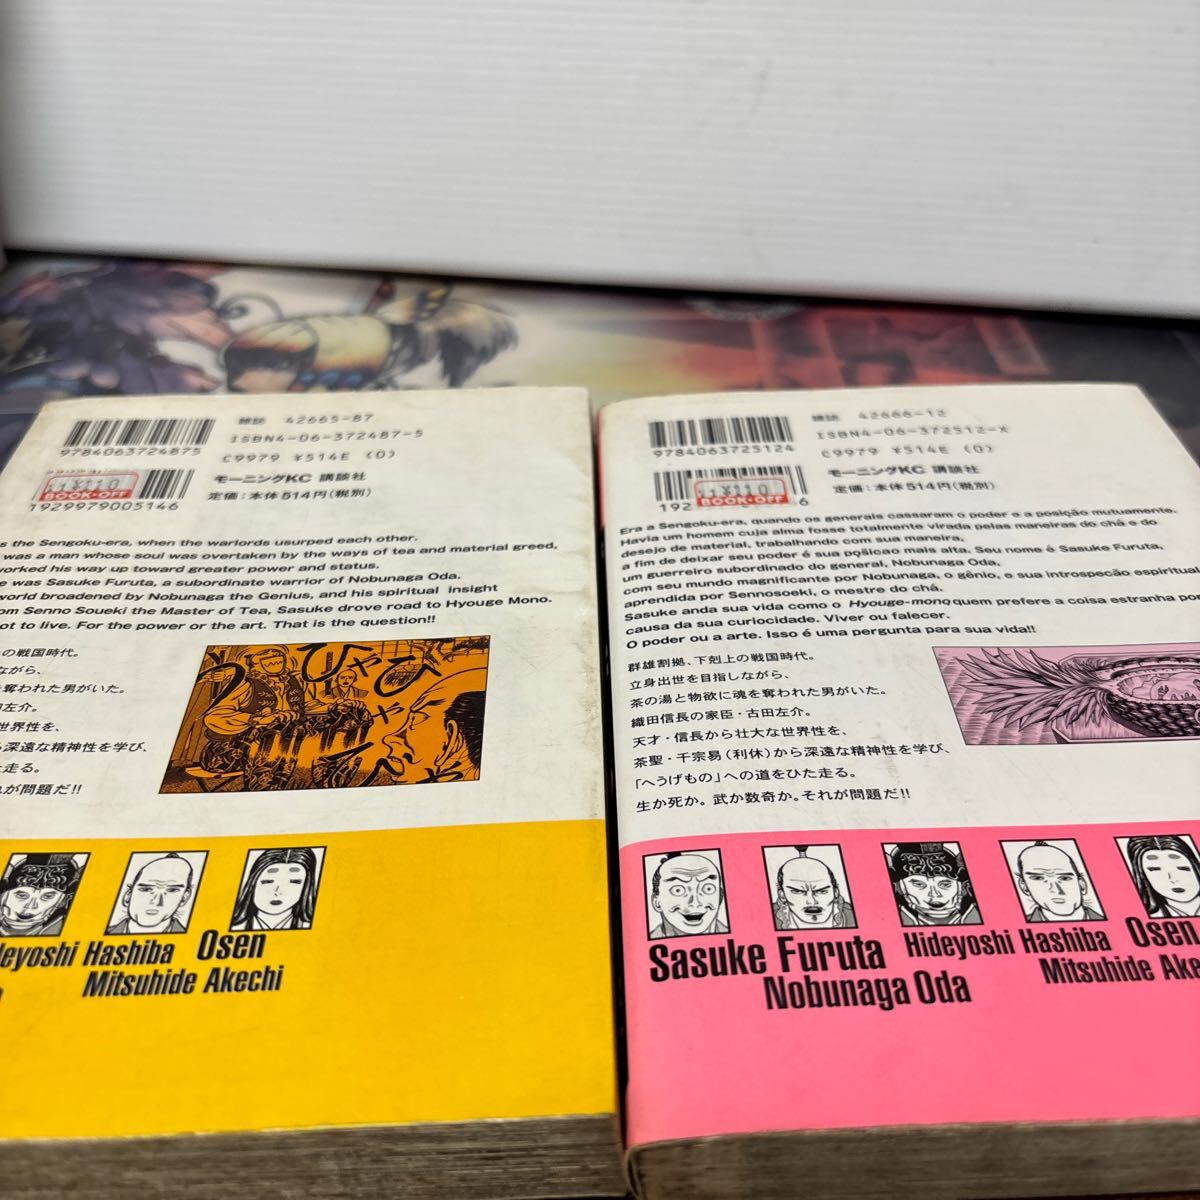 雑誌 42665-87
ISBN4-06-372487-5
9784063724875
C9979 ¥514E (0)
モーニングKC 講談社
¥110
BOOK・OFF
定価:本体514円(税別)
1929979005146
s the Sengoku-era, when the warlords usurped each other.
was a man whose soul was overtaken by the ways of tea and material greed,
orked his way up toward greater power and status.
e was Sasuke Furuta, a subordinate warrior of Nobunaga Oda.
world broadened by Nobunaga the Genius, and his spiritual insight
om Senno Soueki the Master of Tea, Sasuke drove road to Hyouge Mono.
ot to live. For the power or the art. That is the question!!
の戦国時代。
ながら、
を奪われた男がいた。
田左介。
世界性を、
ら深遠な精神性を学び、
た走る。
れが問題だ!!
ひゃひ
deyoshi Hashiba
Osen
Mitsuhide Akechi
雑誌 42666-12
ISBN4-06-372512-X
9784063725124
C9979 ¥514E (0)
モーニングKC 講談社
¥110
BOOK・OFF
定価:本体514円(税別)
192 6
Era a Sengoku-era, quando os generais cassaram o poder e a posição mutuamente.
Havia um homem cuja alma fosse totalmente virada pelas maneiras do chá e do
desejo de material, trabalhando com sua maneira,
a fim de deixar seu poder é sua poșicao mais alta. Seu nome é Sasuke Furuta,
um guerreiro subordinado do general, Nobunaga Oda,
com seu mundo magnificante por Nobunaga, o gênio, e sua introspecão espiritual
aprendida por Sennosoeki, o mestre do chá.
Sasuke anda sua vida como o Hyouge-mono quem prefere a coisa estranha por
causa da sua curiocidade. Viver ou falecer.
O poder ou a arte. Isso é uma pergunta para sua vida!!
群雄割拠、下剋上の戦国時代。
立身出世を目指しながら、
茶の湯と物欲に魂を奪われた男がいた。
織田信長の家臣・古田左介。
天才・信長から壮大な世界性を、
茶聖・千宗易(利休)から深遠な精神性を学び、
「へうげもの」への道をひた走る。
生か死か。武か数奇か。それが問題だ!!
Sasuke Furuta
Hideyoshi Hashiba
Osen
Nobunaga Oda
Mitsuhide Ake